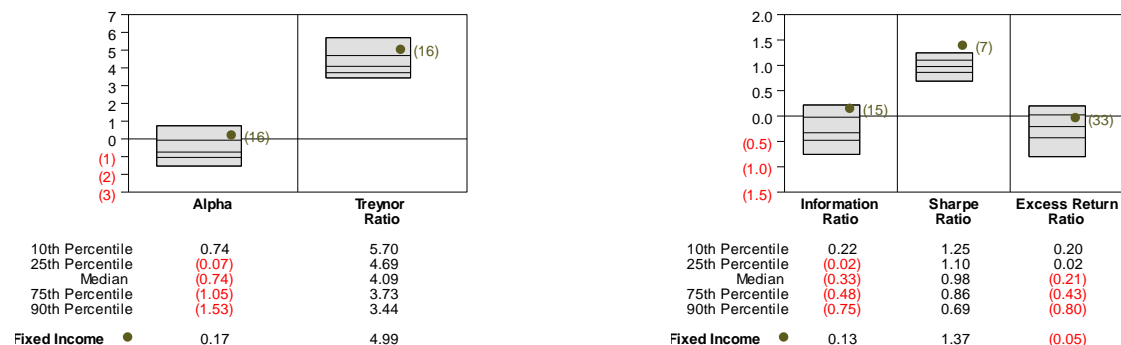 7
6
5
4
3
2
1
0
(1)
(2)
(3)
(16)
(16)
Alpha Treynor
Ratio
10th Percentile 0.74 5.70
25th Percentile (0.07) 4.69
Median (0.74) 4.09
75th Percentile (1.05) 3.73
90th Percentile (1.53) 3.44
Fixed Income 0.17 4.99
2.0
1.5
1.0
0.5
0.0
(0.5)
(1.0)
(1.5)
(7)
(15)
(33)
Information Sharpe Excess Return
Ratio Ratio Ratio
10th Percentile 0.22 1.25 0.20
25th Percentile (0.02) 1.10 0.02
Median (0.33) 0.98 (0.21)
75th Percentile (0.48) 0.86 (0.43)
90th Percentile (0.75) 0.69 (0.80)
Fixed Income 0.13 1.37 (0.05)